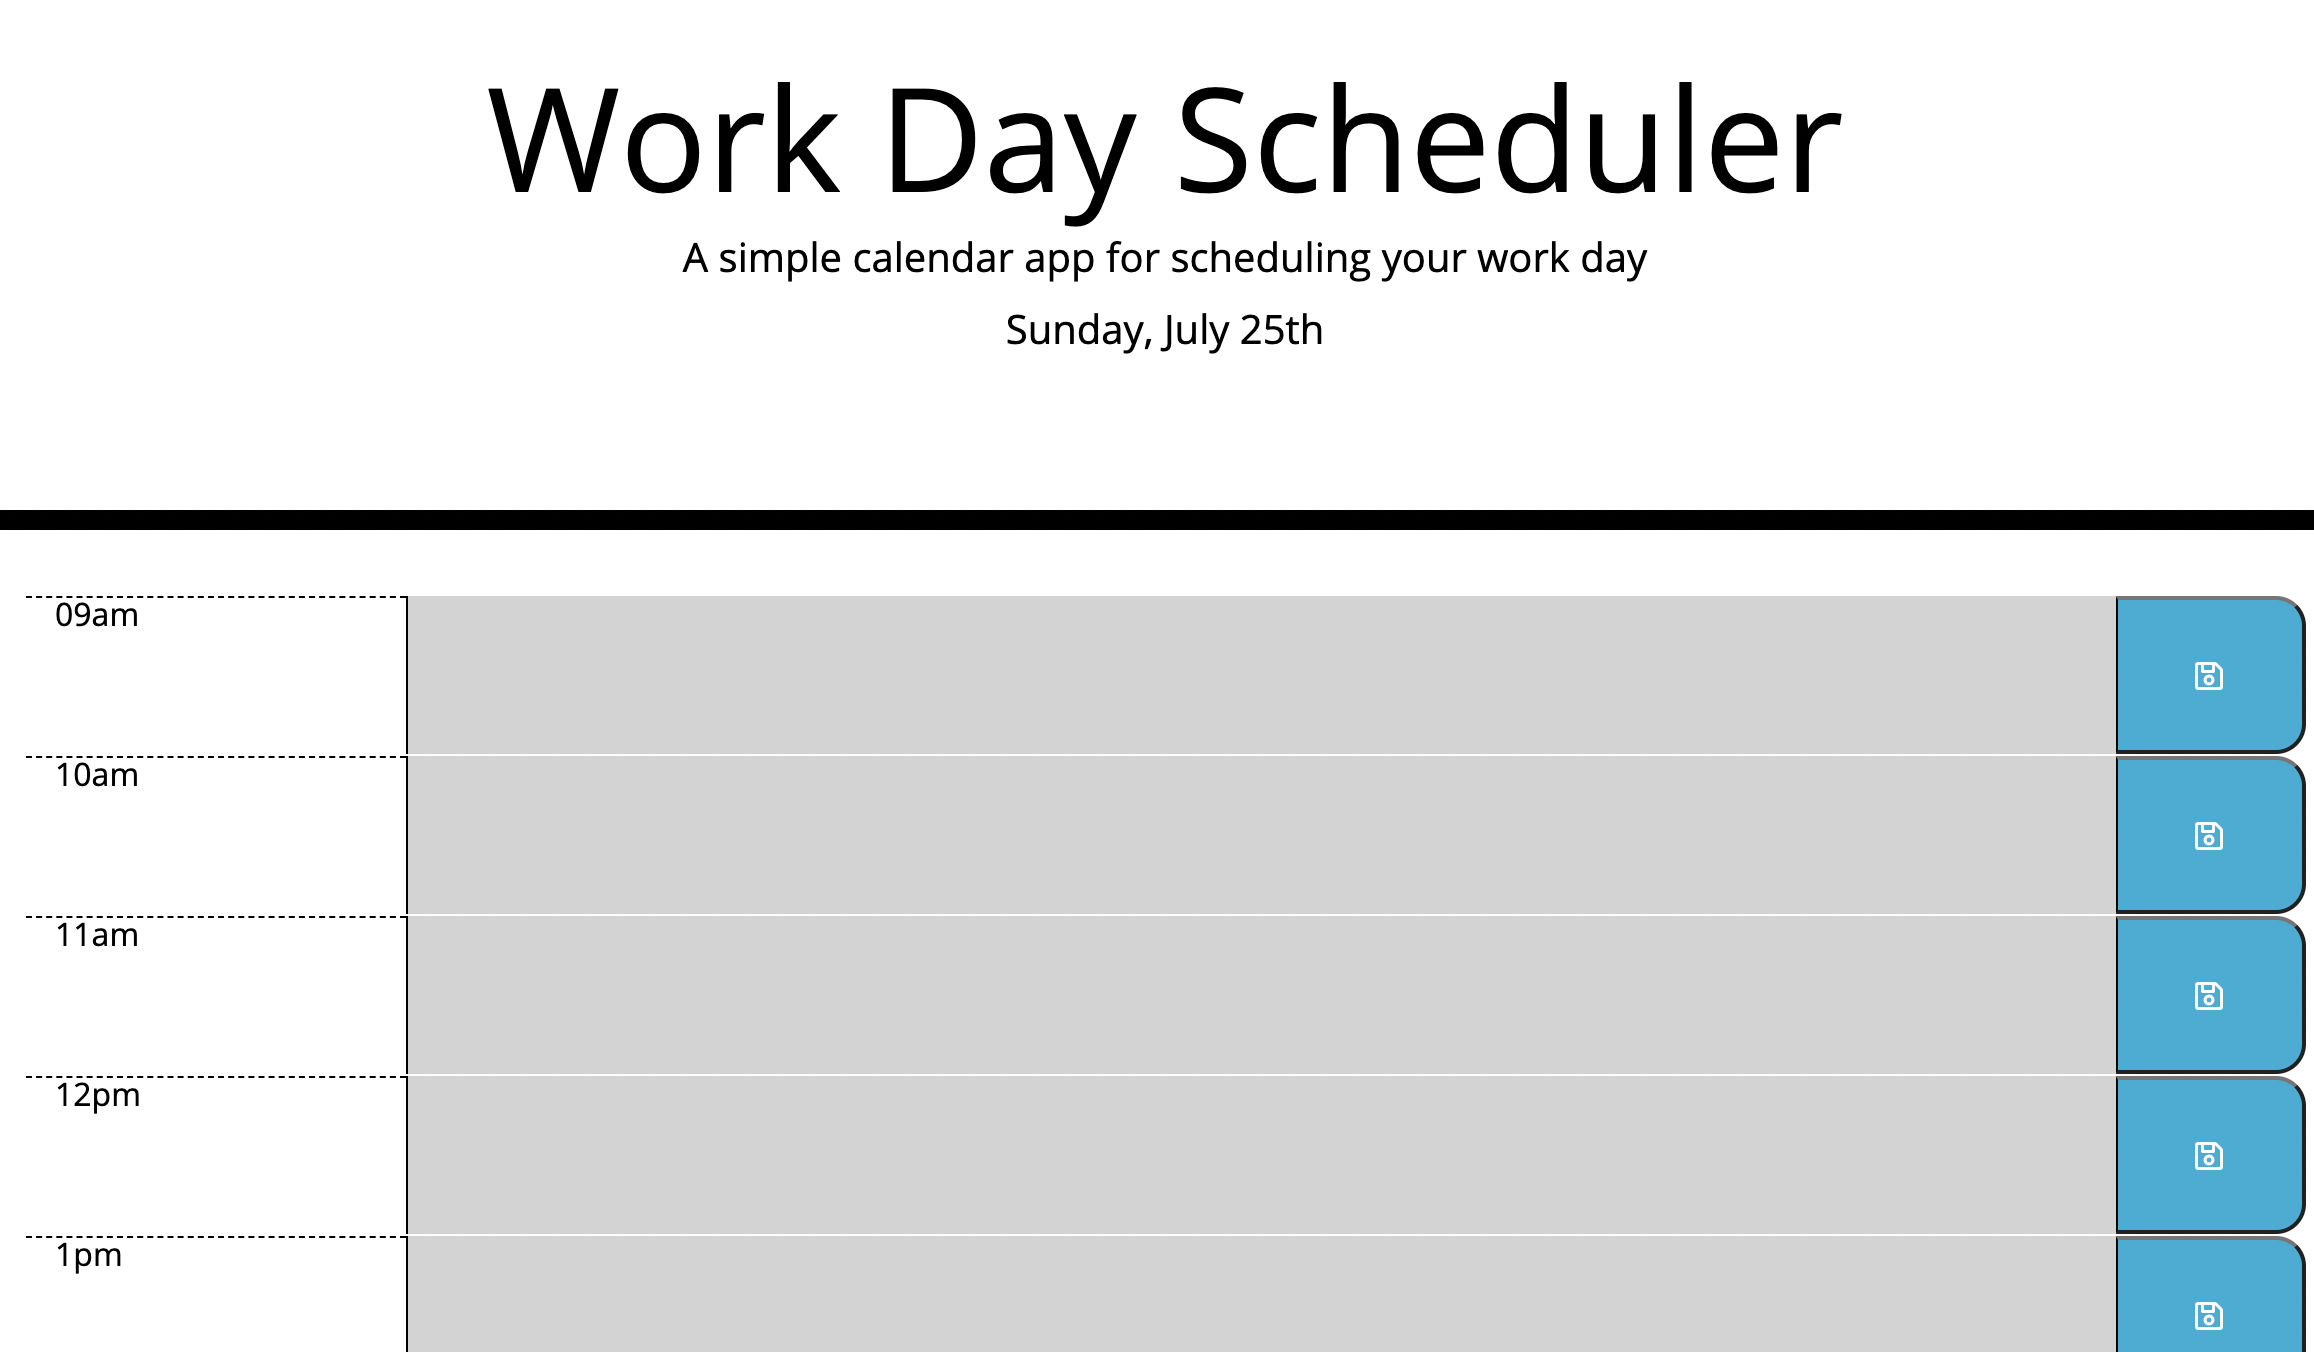 Work Day Scheduler
A simple calendar app for scheduling your work day
Sunday, July 25th
09am
10am
11am
12pm
1pm